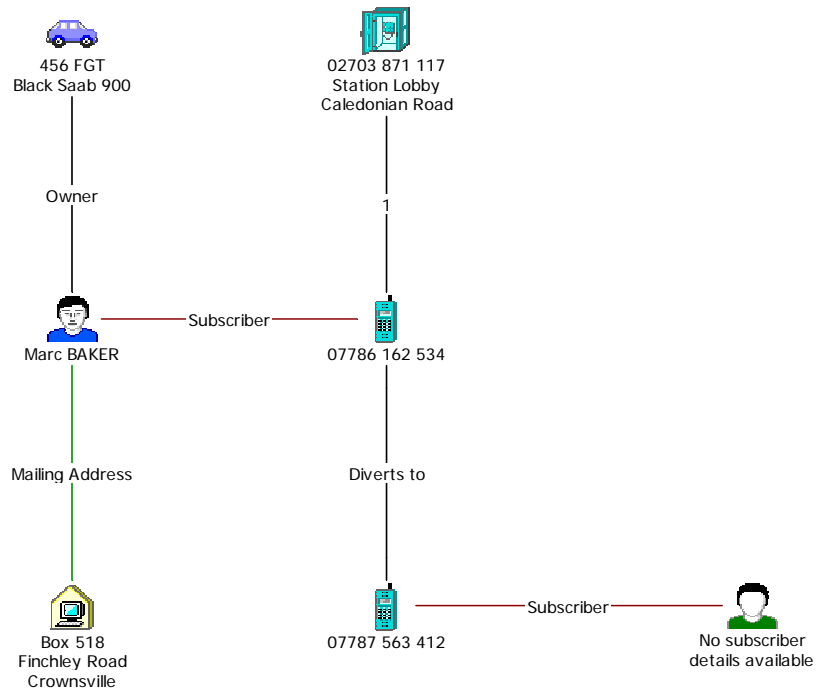 456 FGT
Black Saab 900
02703 871 117
Station Lobby
Caledonian Road
Owner
1
Marc BAKER
Subscriber
07786 162 534
Mailing Address
Diverts to
Box 518
Finchley Road
Crownsville
07787 563 412
Subscriber
No subscriber
details available